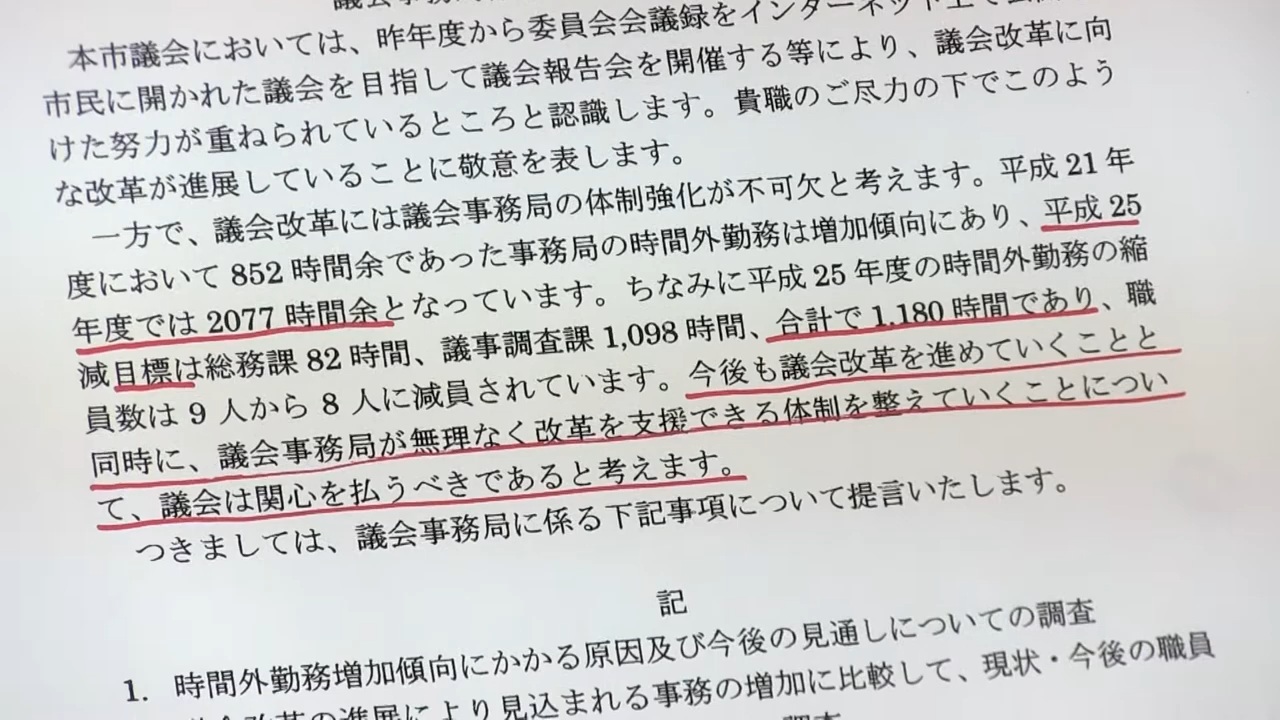 議会事務局
本市議会においては、昨年度から委員会会議録をインターネット上で
市民に開かれた議会を目指して議会報告会を開催する等により、議会改革に向
けた努力が重ねられているところと認識します。貴職のご尽力の下でこのよう
な改革が進展していることに敬意を表します。
一方で、議会改革には議会事務局の体制強化が不可欠と考えます。平成 21 年
度において 852 時間余であった事務局の時間外勤務は増加傾向にあり、平成 25
年度では 2077 時間余となっています。ちなみに平成 25 年度の時間外勤務の縮
減目標は総務課 82 時間、議事調査課 1,098 時間、合計で 1.180 時間であり、職
員数は 9 人から 8 人に減員されています。今後も議会改革を進めていくことと
同時に、議会事務局が無理なく改革を支援できる体制を整えていくことについ
て、議会は関心を払うべきであると考えます。
つきましては、議会事務局に係る下記事項について提言いたします。
記
1. 時間外勤務増加傾向にかかる原因及び今後の見通しについての調査
改革の進展により見込まれる事務の増加に比較して、現状・今後の職員
調査